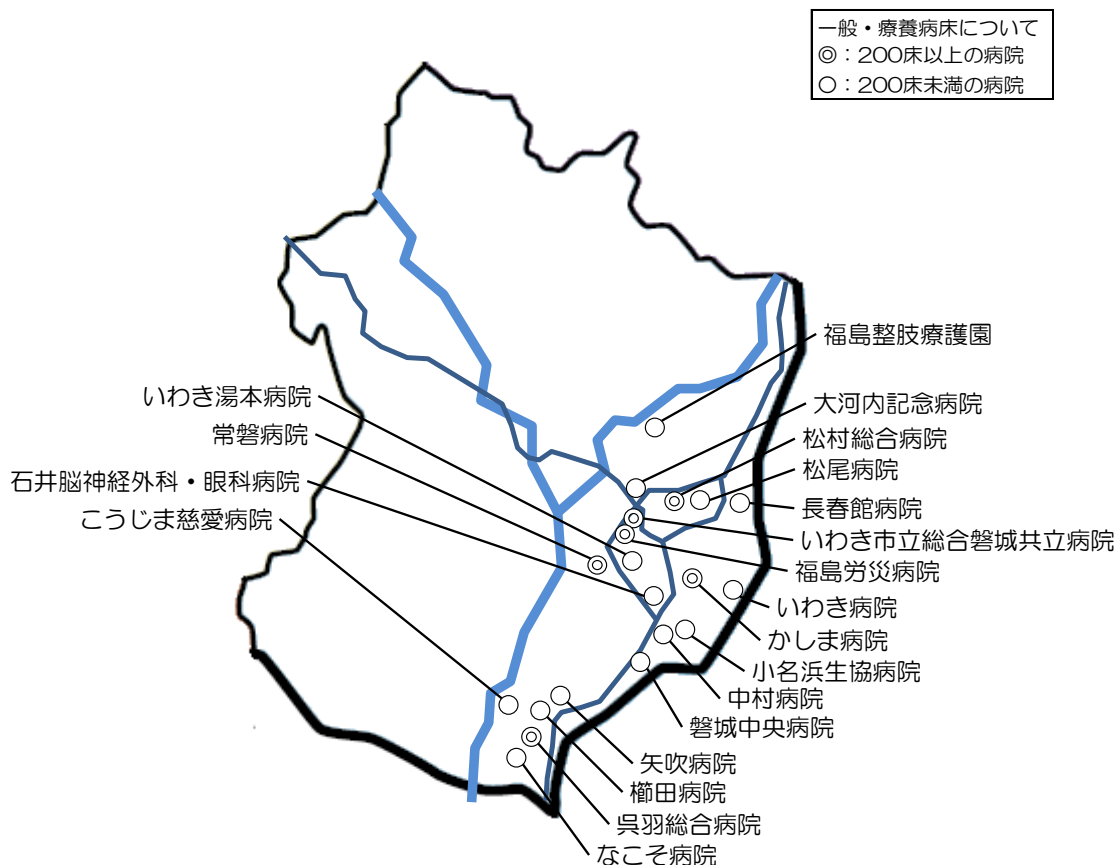 一般・療養病床について
◎：200床以上の病院
○：200床未満の病院
福島整肢療護園
いわき湯本病院
大河内記念病院
常磐病院
松村総合病院
石井脳神経外科・眼科病院
松尾病院
こうじま慈愛病院
長春館病院
いわき市立総合磐城共立病院
福島労災病院
いわき病院
かしま病院
小名浜生協病院
中村病院
磐城中央病院
矢吹病院
櫛田病院
呉羽総合病院
なこそ病院